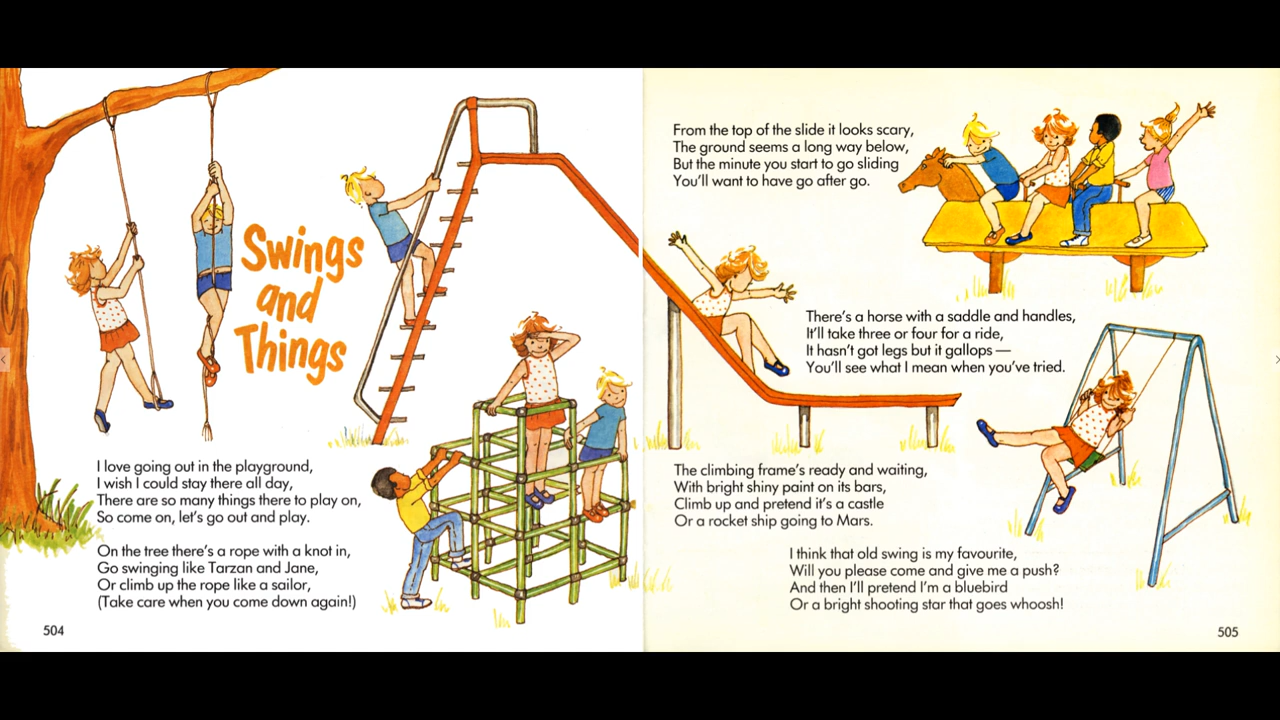 Swings
and
Things
I love going out in the playground,
I wish I could stay there all day,
There are so many things there to play on,
So come on, let's go out and play.
On the tree there's a rope with a knot in,
Go swinging like Tarzan and Jane,
Or climb up the rope like a sailor,
(Take care when you come down again!)
504
From the top of the slide it looks scary,
The ground seems a long way below,
But the minute you start to go sliding
You'll want to have go after go.
There's a horse with a saddle and handles,
It'll take three or four for a ride,
It hasn't got legs but it gallops —
You'll see what I mean when you've tried.
The climbing frame's ready and waiting,
With bright shiny paint on its bars,
Climb up and pretend it's a castle
Or a rocket ship going to Mars.
I think that old swing is my favourite,
Will you please come and give me a push?
And then I'll pretend I'm a bluebird
Or a bright shooting star that goes whoosh!
505